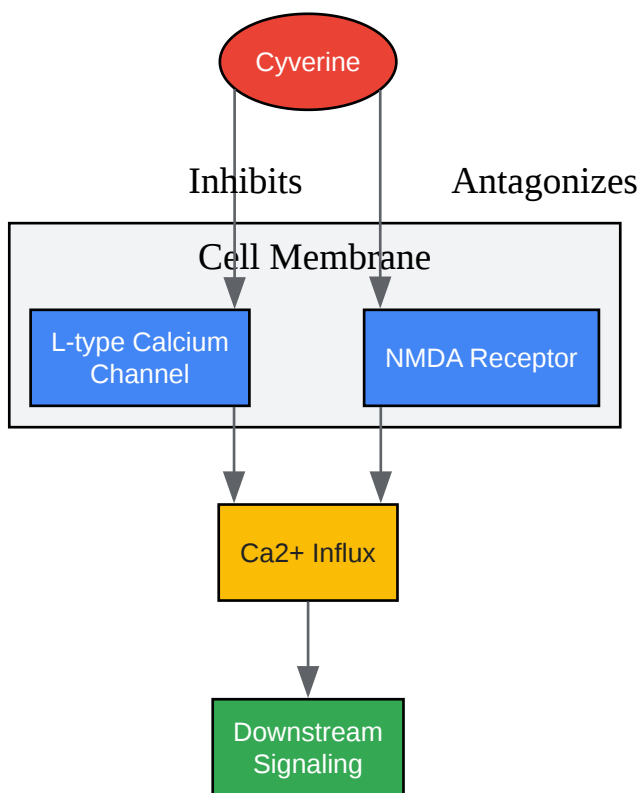 Cyverine
Inhibits
Antagonizes
Cell Membrane
L-type Calcium
Channel
NMDA Receptor
Ca2+ Influx
Downstream
Signaling